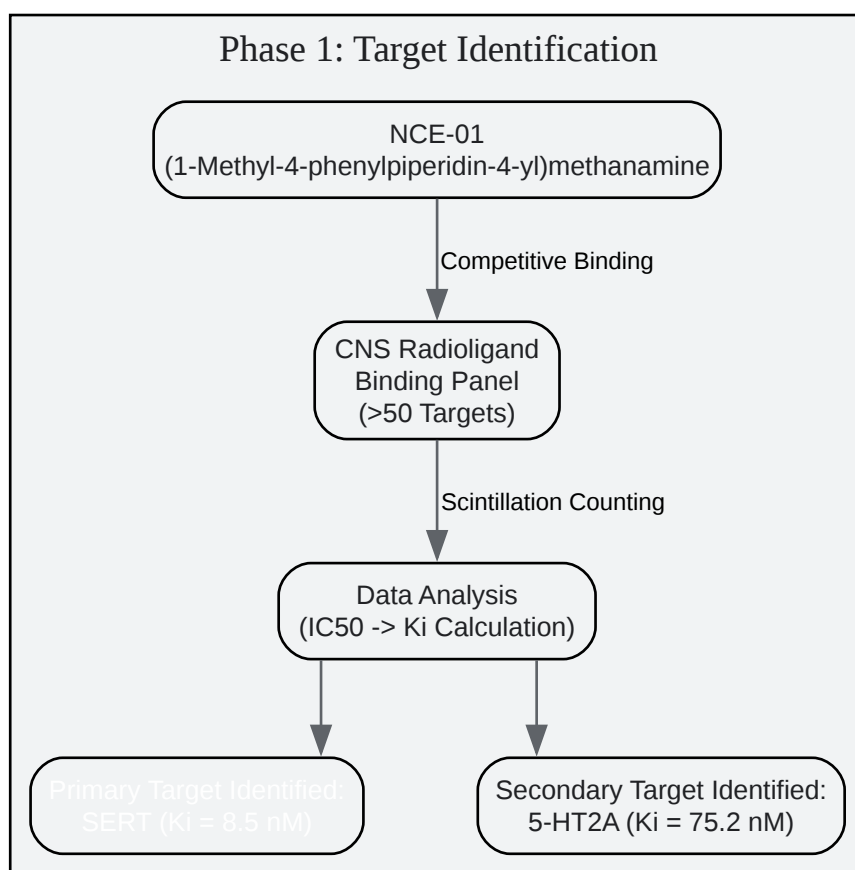 Phase 1: Target Identification
NCE-01
(1-Methyl-4-phenylpiperidin-4-yl)methanamine
Competitive Binding
CNS Radioligand
Binding Panel
(>50 Targets)
Scintillation Counting
Data Analysis
(IC50 -> Ki Calculation)
Primary Target Identified:
SERT (Ki = 8.5 nM)
Secondary Target Identified:
5-HT2A (Ki = 75.2 nM)